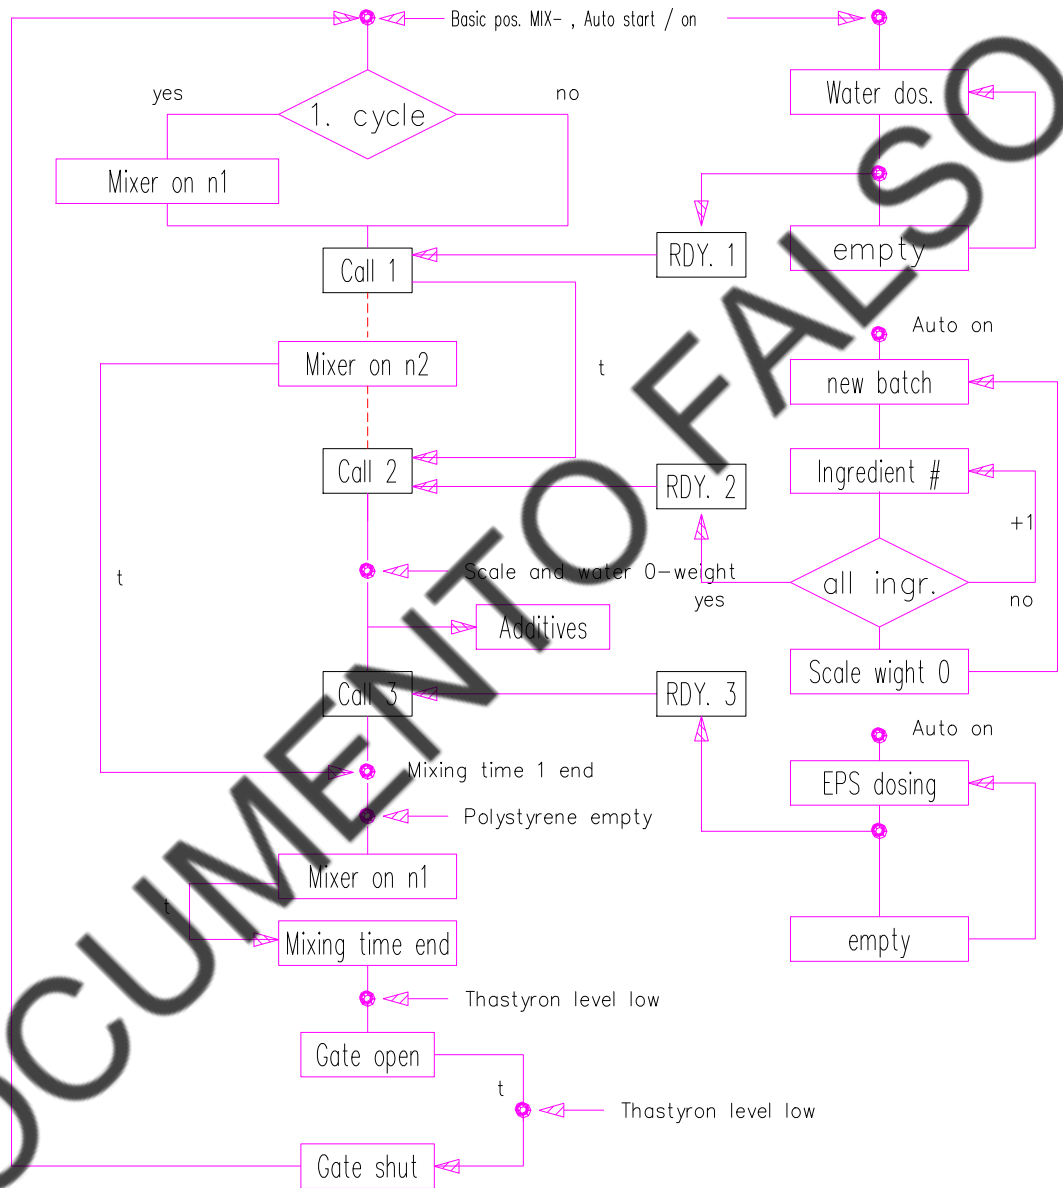 Basic pos. MIX- , Auto start / on
yes
no
1. cycle
Mixer on n1
Water dos.
empty
RDY. 1
Call 1
Auto on
new batch
Mixer on n2
t
t
Call 2
RDY. 2
Ingredient #
+1
Scale and water 0-weight
all ingr.
yes
no
Additives
Scale wight 0
Call 3
RDY. 3
Auto on
Mixing time 1 end
EPS dosing
Polystyrene empty
Mixer on n1
t
Mixing time end
empty
Thastyron level low
Gate open
t
Thastyron level low
Gate shut
DOCUMENTO FALSO